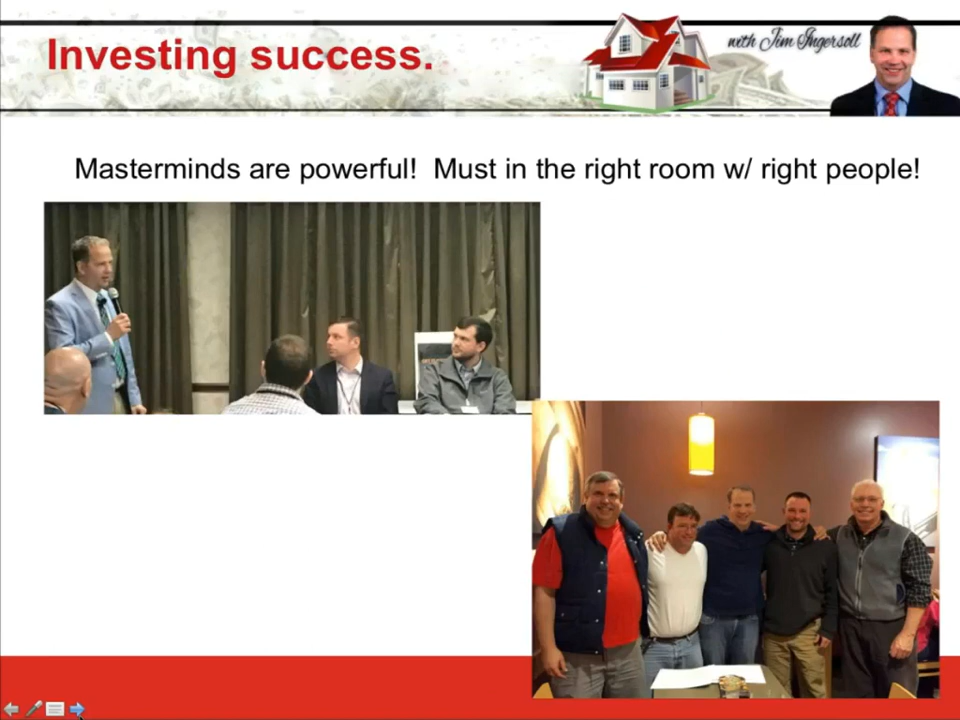 Investing success.
with Jim Ingersoll
Masterminds are powerful!  Must in the right room w/ right people!